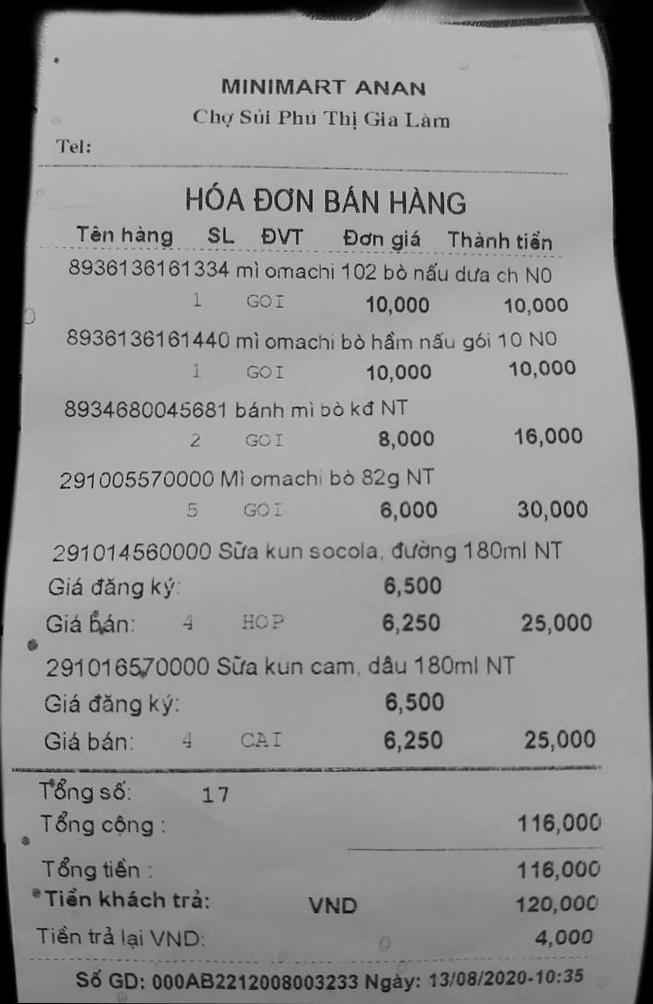 MINIMART ANAN
Chợ Sủi Phú Thị Gia Lâm
Tel:
HÓA ĐƠN BÁN HÀNG
Tên hàng SL ĐVT Đơn giá Thành tiền
8936136161334 mì omachi 102 bò nấu dưa ch N0
1 GOI 10,000 10,000
8936136161440 mì omachi bò hầm nấu gói 10 N0
1 GOI 10,000 10,000
8934680045681 bánh mì bò kđ NT
2 GOI 8,000 16,000
291005570000 Mì omachi bò 82g NT
5 GOI 6,000 30,000
291014560000 Sữa kun socola, đường 180ml NT
Giá đăng ký: 6,500
Giá bán: 4 HOP 6,250 25,000
291016570000 Sữa kun cam, dâu 180ml NT
Giá đăng ký: 6,500
Giá bán: 4 CAI 6,250 25,000
Tổng số: 17
Tổng cộng : 116,000
Tổng tiền : 116,000
Tiền khách trả: VND 120,000
Tiền trả lại VND: 4,000
Số GD: 000AB2212008003233 Ngày: 13/08/2020-10:35